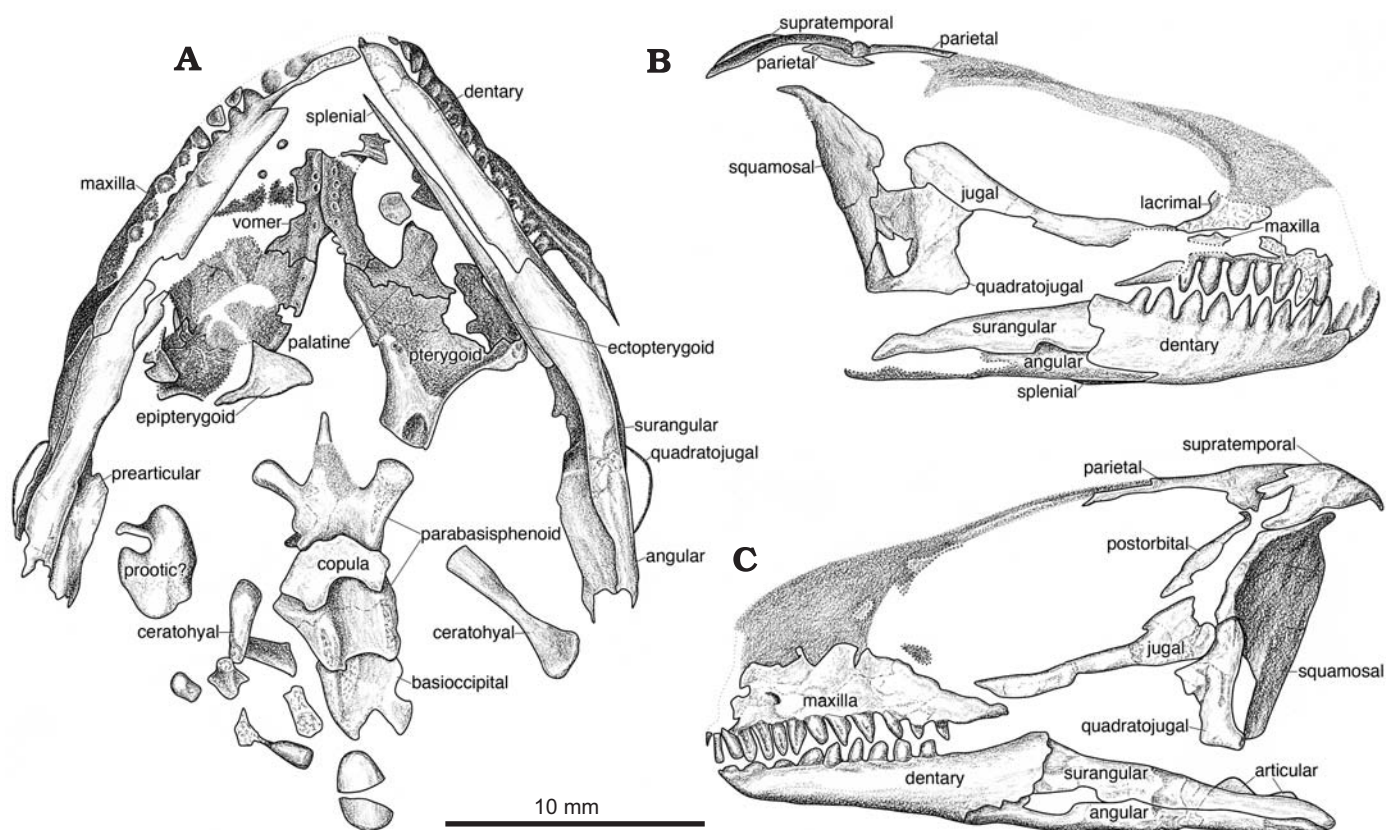 A
splenial
dentary
maxilla
vomer
palatine
pterygoid
ectopterygoid
epipterygoid
surangular
quadratojugal
prearticular
parabasisphenoid
prootic?
copula
angular
ceratohyal
ceratohyal
basioccipital
10 mm
B
supratemporal
parietal
parietal
squamosal
jugal
lacrimal
maxilla
quadratojugal
surangular
dentary
angular
splenial
C
supratemporal
parietal
postorbital
jugal
squamosal
maxilla
quadratojugal
articular
dentary
surangular
angular